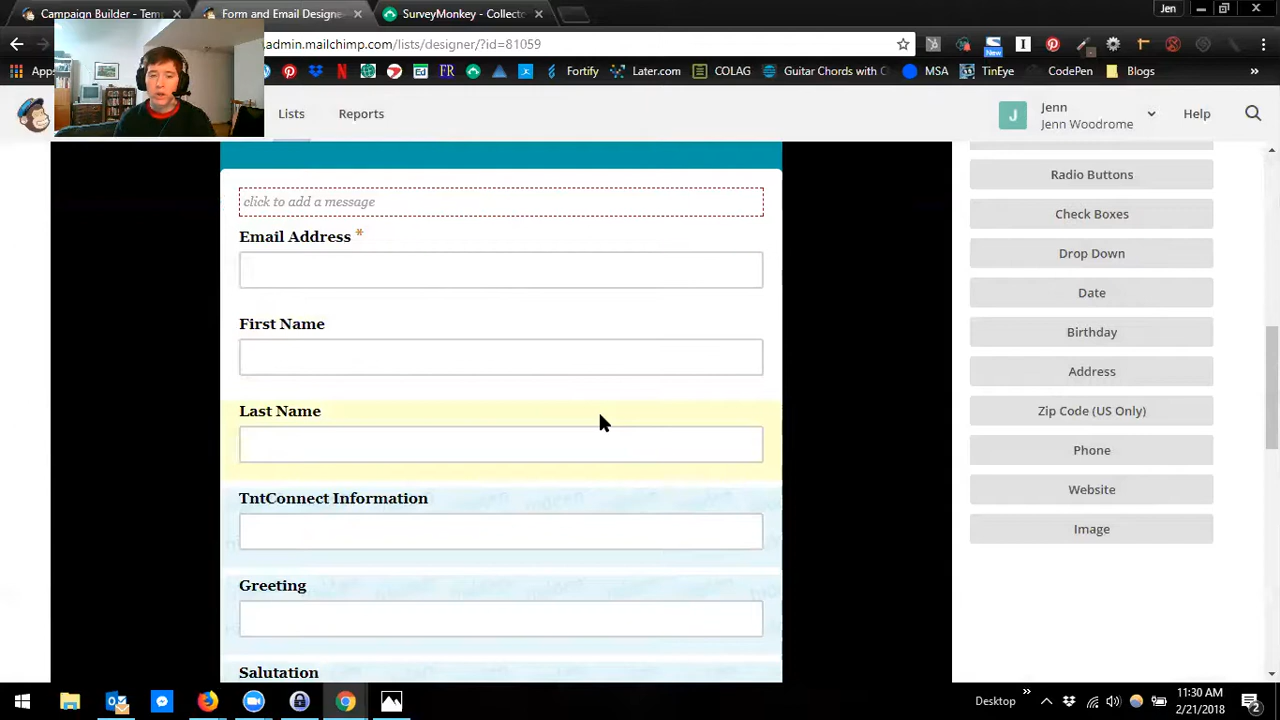 Campaign Builder - Tem
Form and Email Designe
SurveyMonkey - Collecto
Jen
admin.mailchimp.com/lists/designer/?id=81059
Apps
Fortify
Later.com
COLAG
Guitar Chords with C
MSA
TinEye
CodePen
Blogs
»
New
Lists
Reports
J
Jenn
Jenn Woodrome
Help
click to add a message
Email Address *
First Name
Last Name
TntConnect Information
Greeting
Salutation
Radio Buttons
Check Boxes
Drop Down
Date
Birthday
Address
Zip Code (US Only)
Phone
Website
Image
Desktop
»
11:30 AM
2/21/2018
2